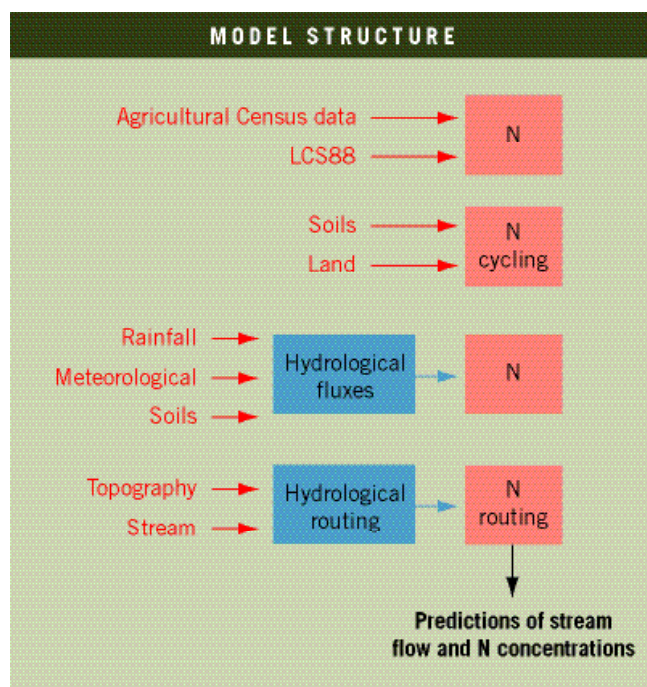 MODEL STRUCTURE
Agricultural Census data
LCS88
N
Soils
Land
N
cycling
Rainfall
Meteorological
Soils
Hydrological
fluxes
N
Topography
Stream
Hydrological
routing
N
routing
Predictions of stream
flow and N concentrations